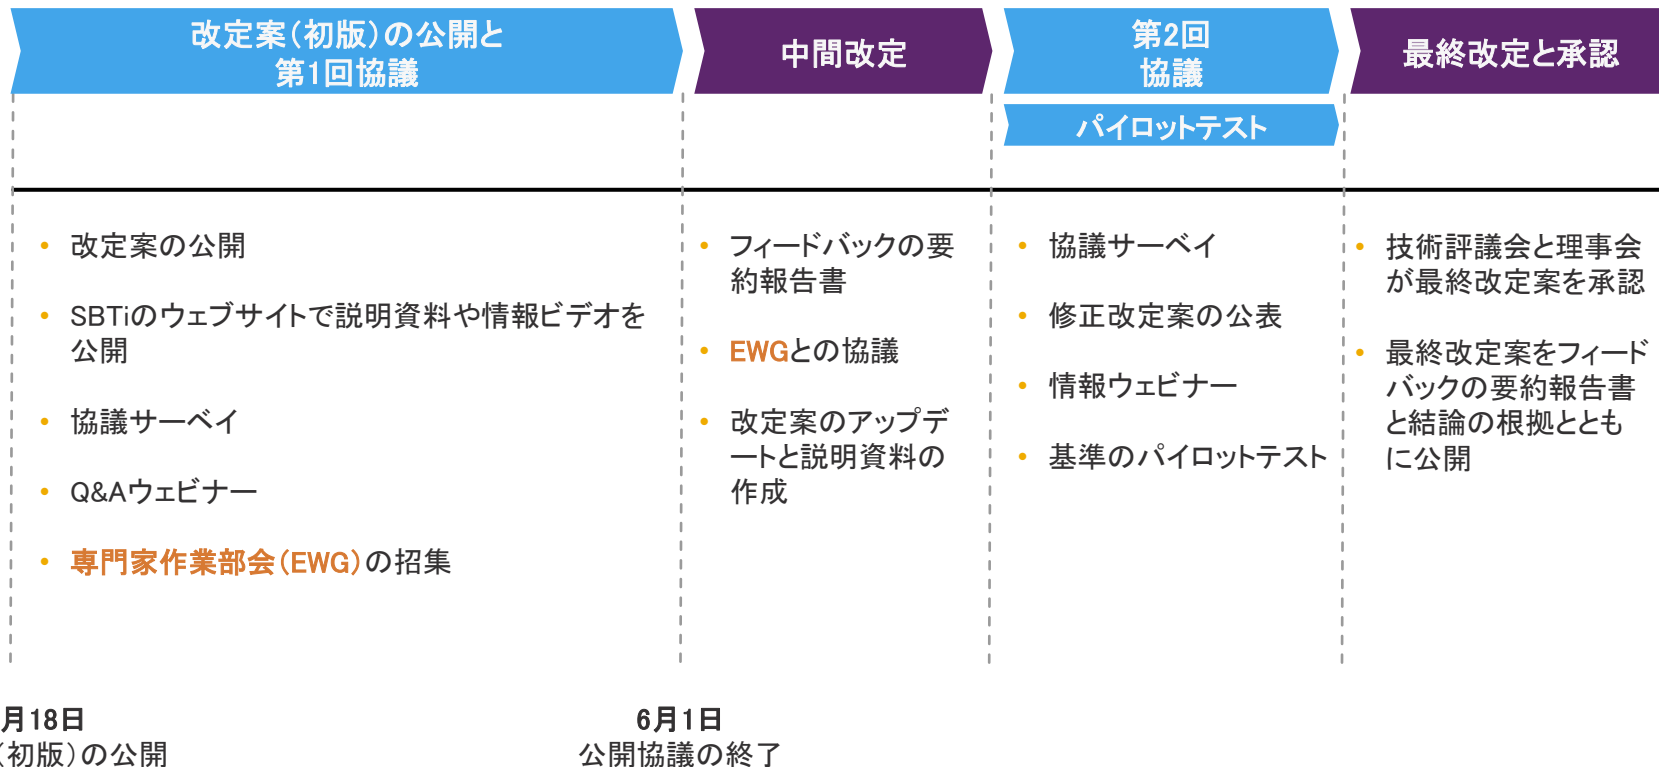 改定案（初版）の公開と
第1回協議
中間改定
第2回
協議
最終改定と承認
パイロットテスト
• 改定案の公開
• SBTiのウェブサイトで説明資料や情報ビデオを
公開
• 協議サーベイ
• Q&Aウェビナー
• 専門家作業部会（EWG）の招集
• フィードバックの要
約報告書
• EWGとの協議
• 改定案のアップデ
ートと説明資料の
作成
• 協議サーベイ
• 修正改定案の公表
• 情報ウェビナー
• 基準のパイロットテスト
• 技術評議会と理事会
が最終改定案を承認
• 最終改定案をフィード
バックの要約報告書
と結論の根拠ととも
に公開
月18日
（初版）の公開
6月1日
公開協議の終了